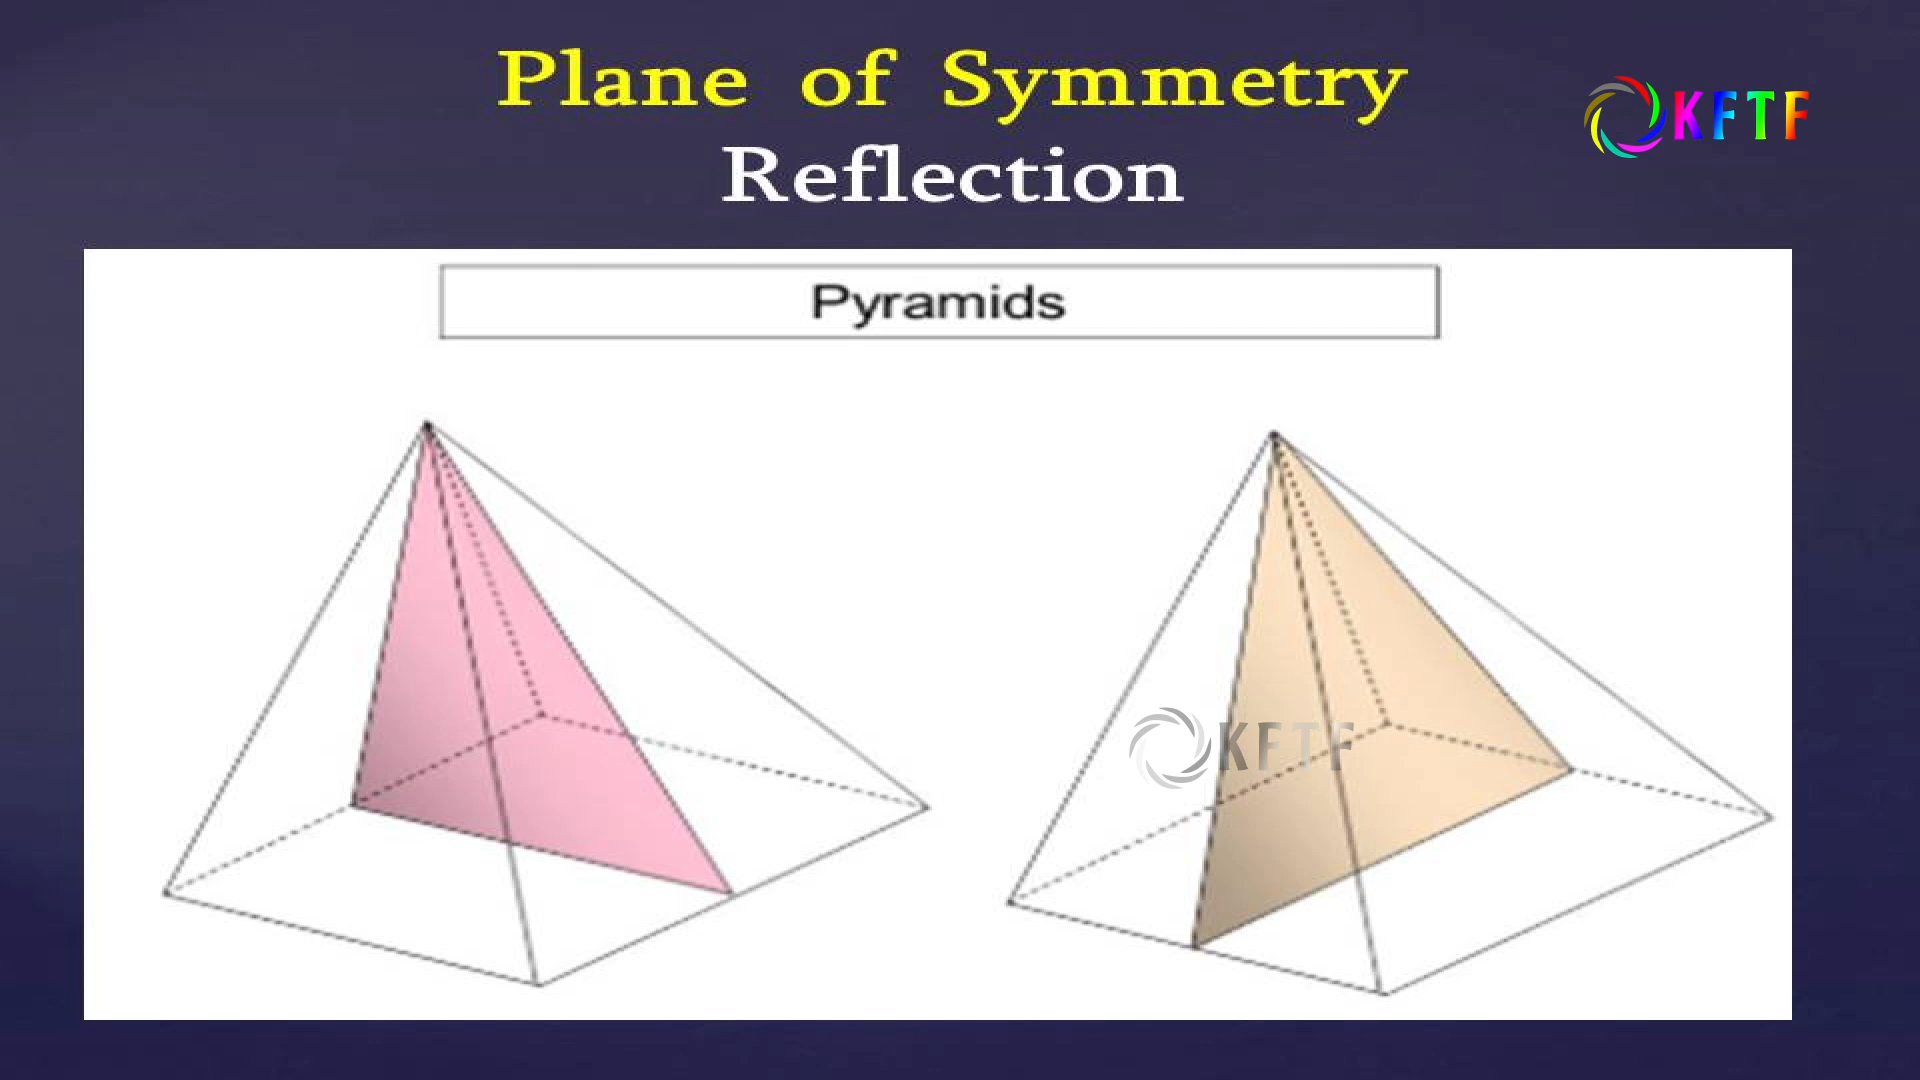 Plane of Symmetry
KFTF
Reflection
Pyramids
KFTF